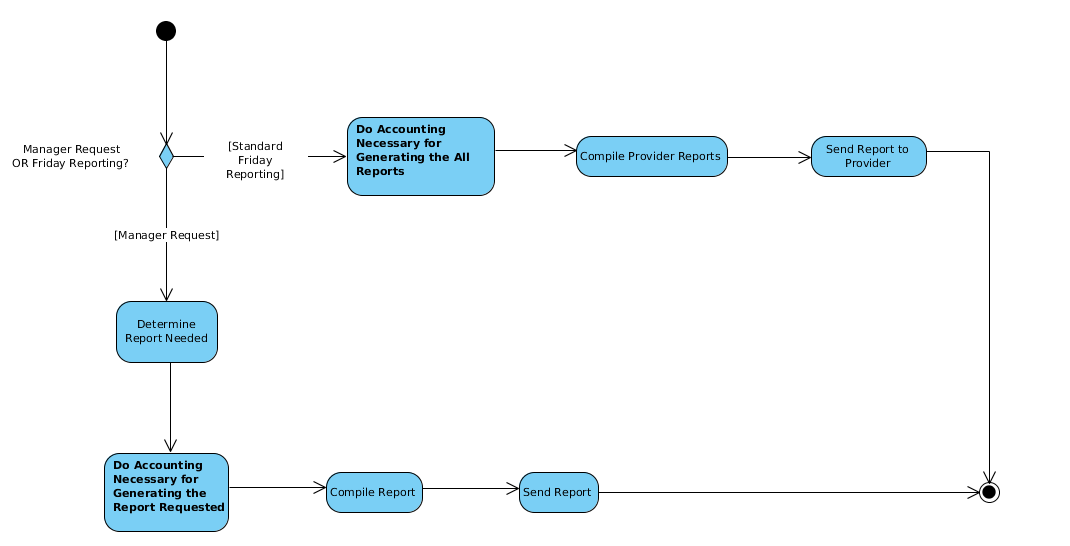 Manager Request
OR Friday Reporting?
[Standard
Friday
Reporting]
Do Accounting
Necessary for
Generating the All
Reports
Compile Provider Reports
Send Report to
Provider
[Manager Request]
Determine
Report Needed
Do Accounting
Necessary for
Generating the
Report Requested
Compile Report
Send Report